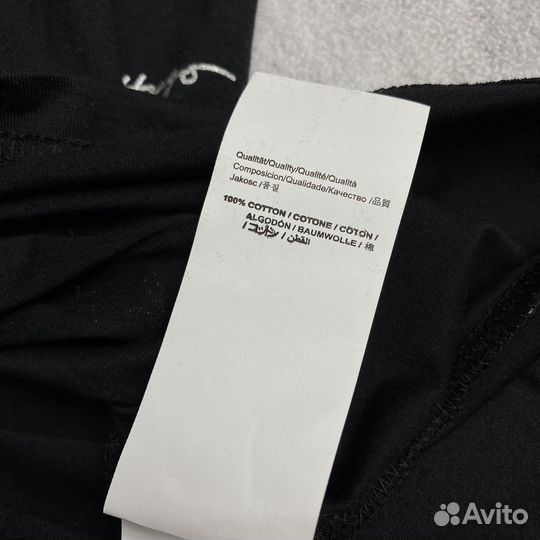 Qualität/Quality/Qualité/Qualità
Composicion/Qualidade/Качество /品質
Jakosc /품 질
100% COTTON / COTONE / COTON /
ALGODÓN / BAUMWOLLE / 棉
/ コットン / القطن /
Avito